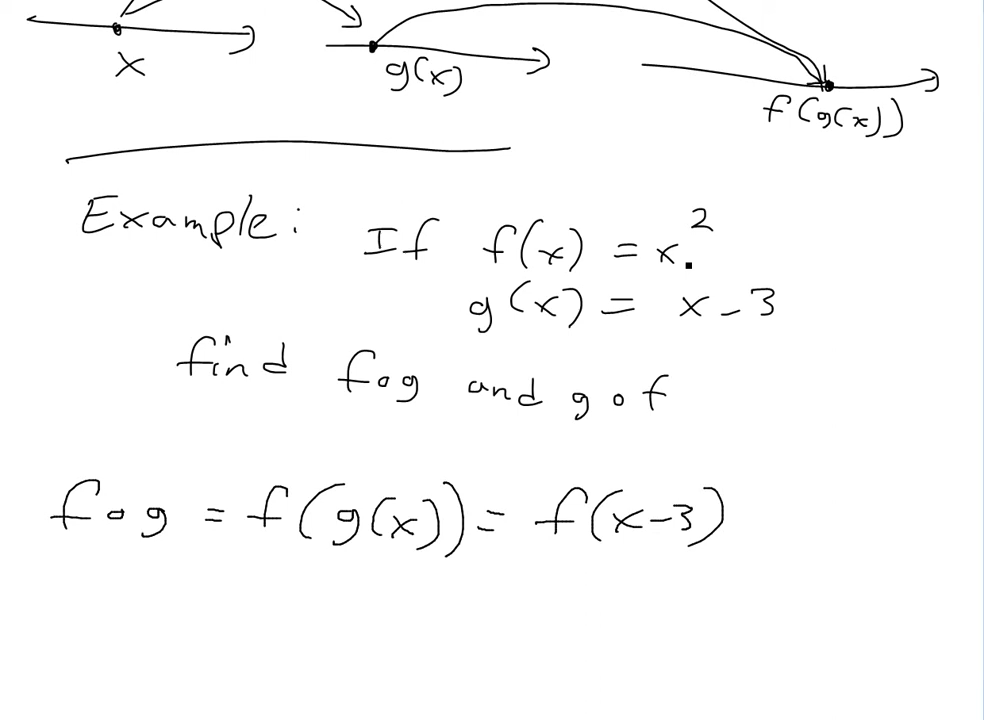 x
g(x)
f(g(x))
Example: If f(x) = x²
g(x) = x - 3
find f∘g and g∘f
f∘g = f(g(x)) = f(x-3)